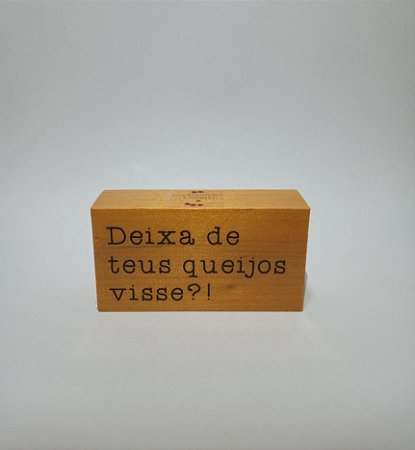 Deixa de
teus queijos
visse?!